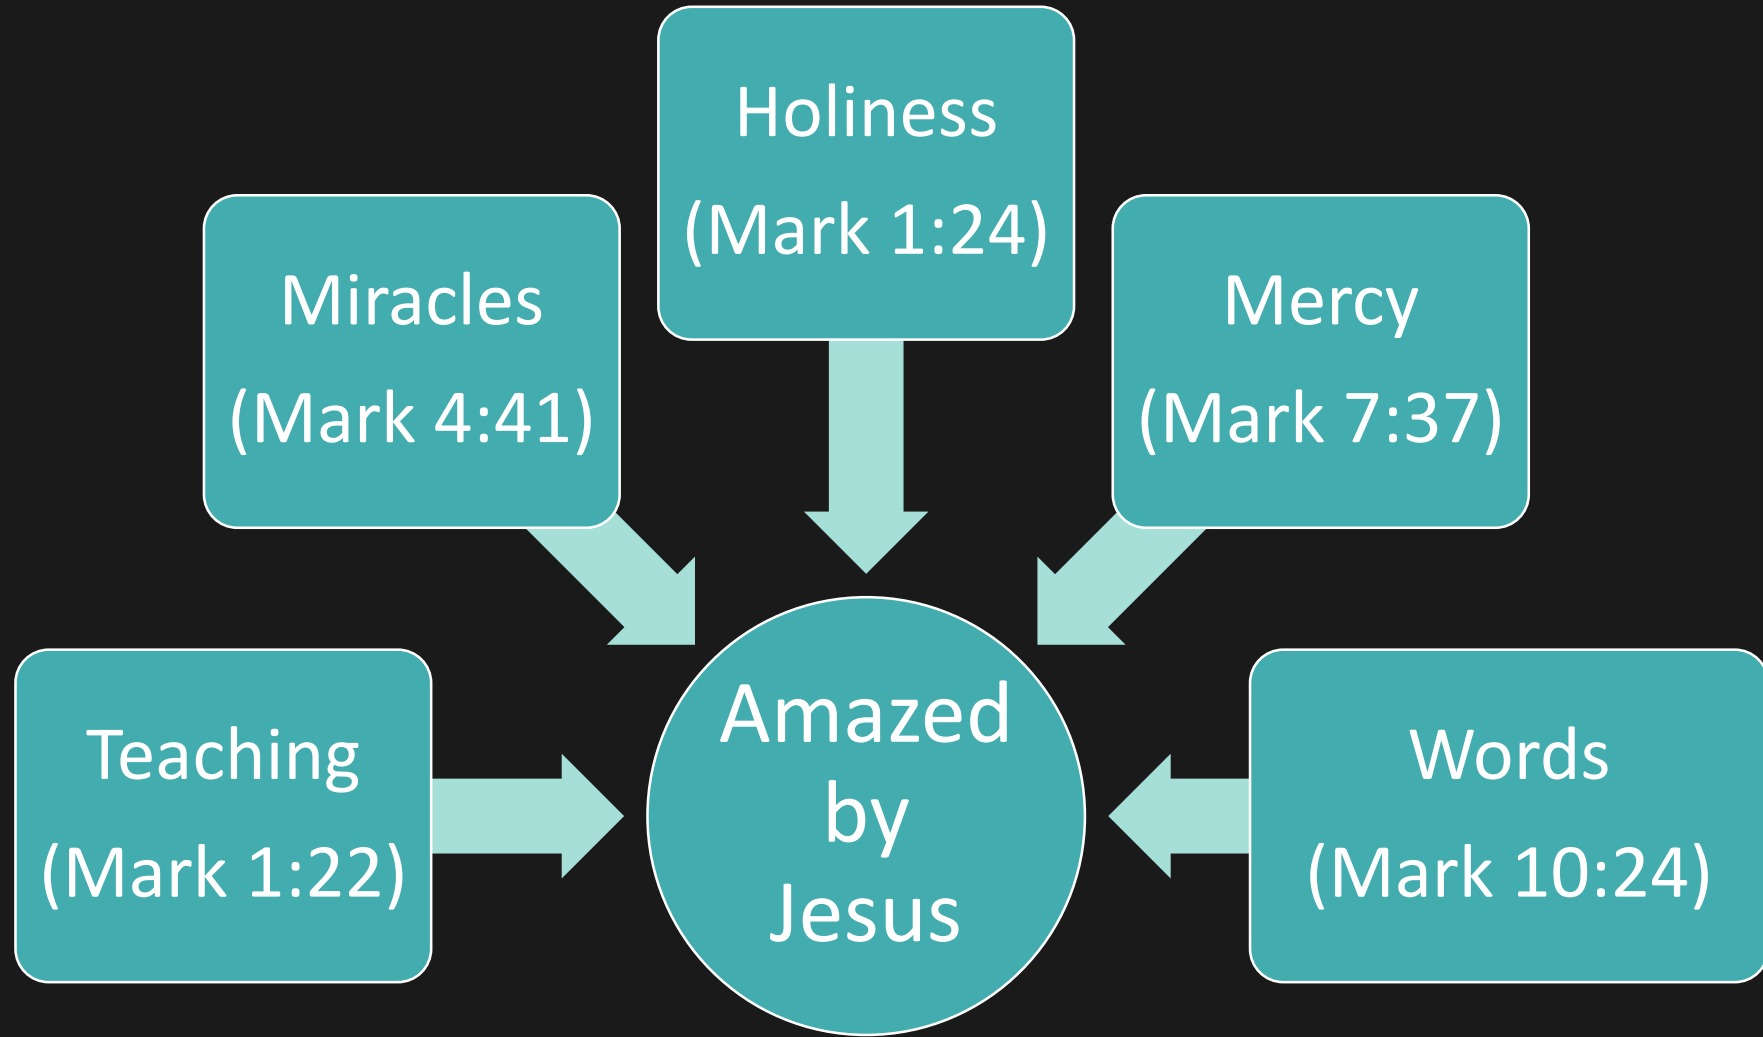 Holiness
(Mark 1:24)
Miracles
(Mark 4:41)
Mercy
(Mark 7:37)
Teaching
(Mark 1:22)
Amazed
by
Jesus
Words
(Mark 10:24)